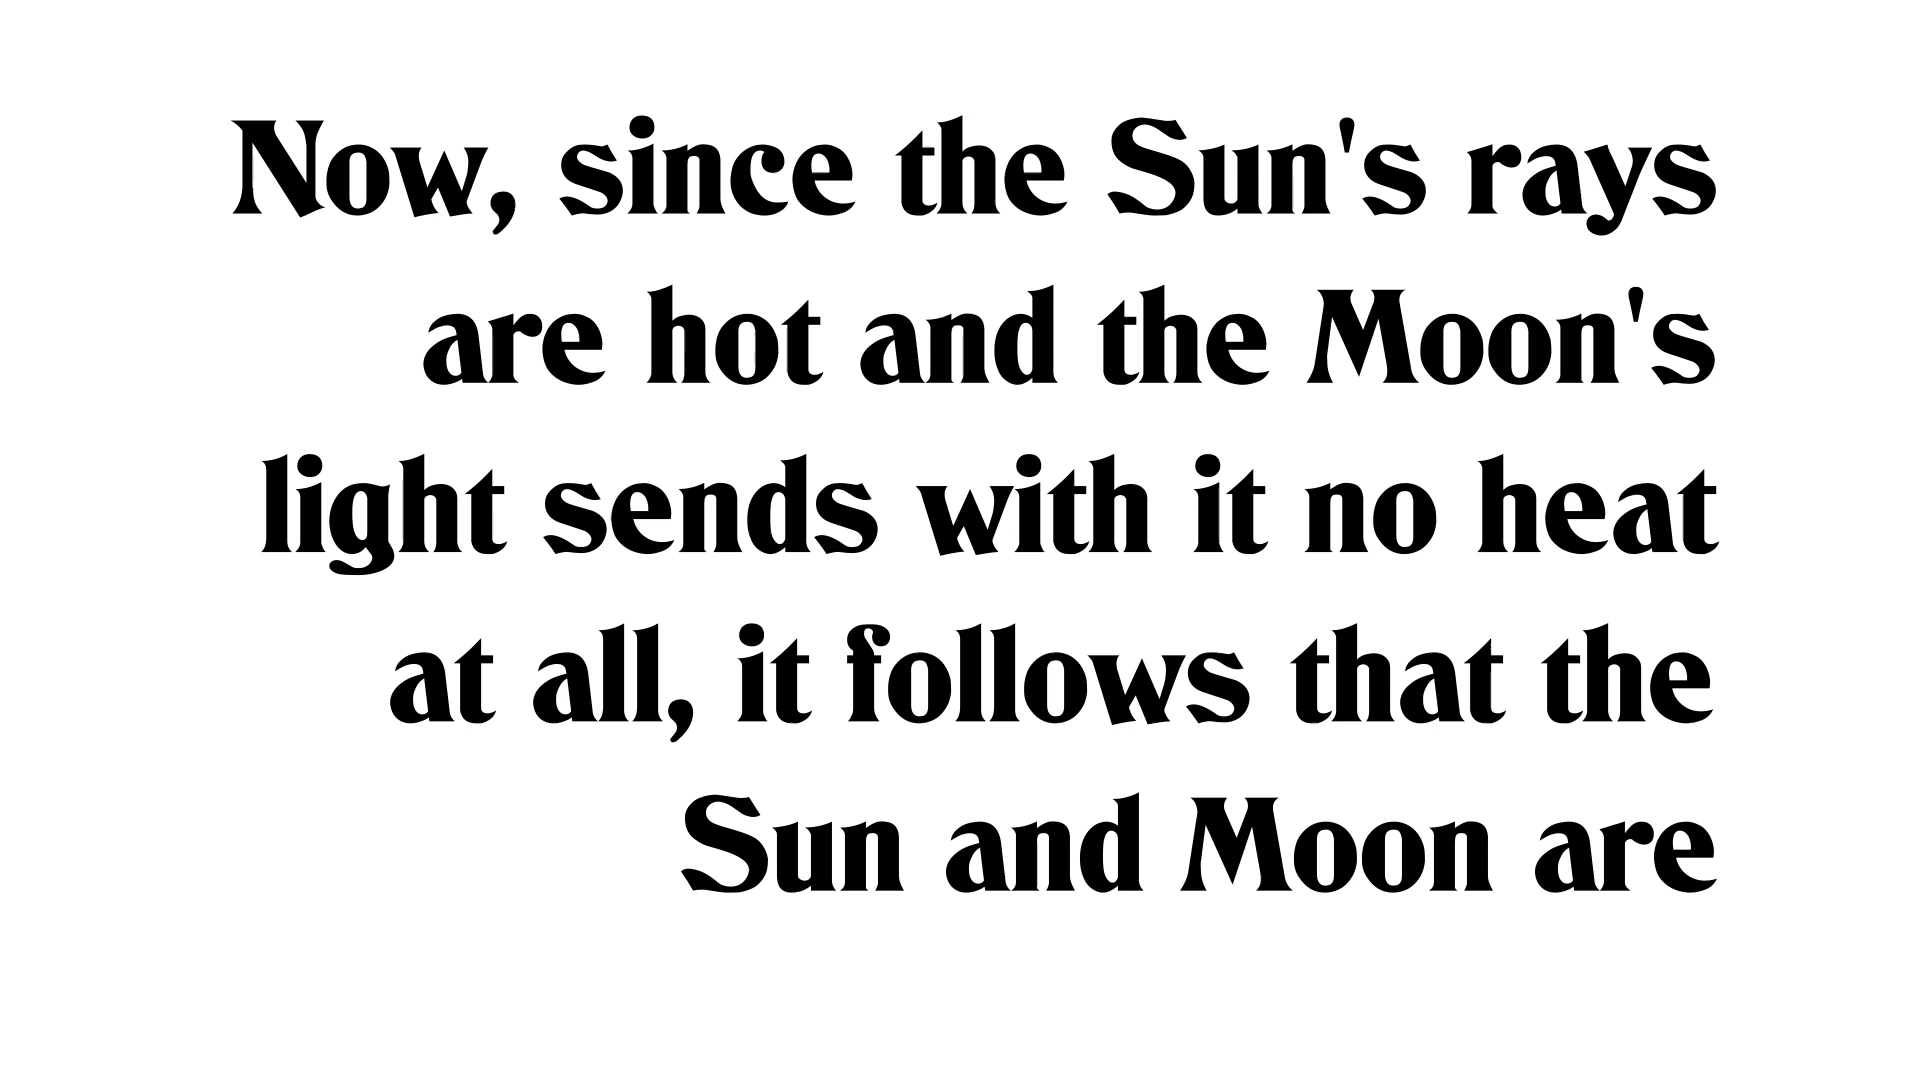 Now, since the Sun's rays
are hot and the Moon's
light sends with it no heat
at all, it follows that the
Sun and Moon are